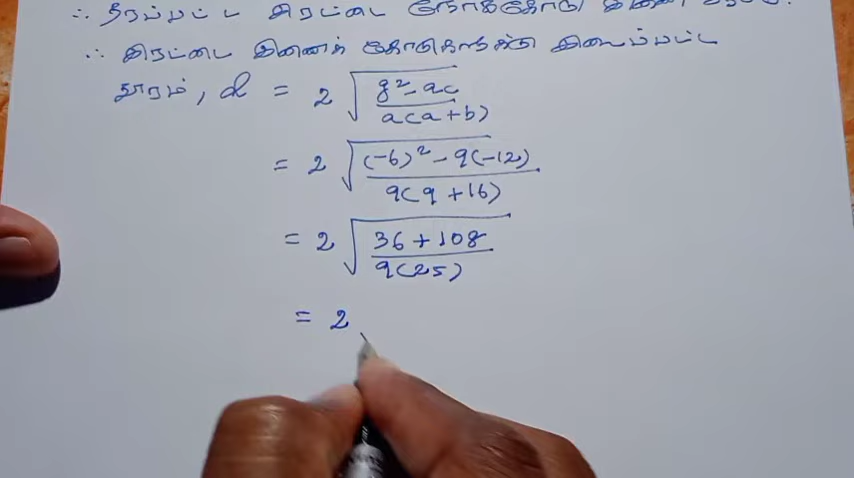 ∴ இரட்டை இணைக் கோடுகளுக்கு இடைப்பட்ட
தூரம், d = 2 √((g² - ac)/(a(a+b)))
= 2 √(((-6)² - 9(-12))/(9(9+16)))
= 2 √((36+108)/(9(25)))
= 2